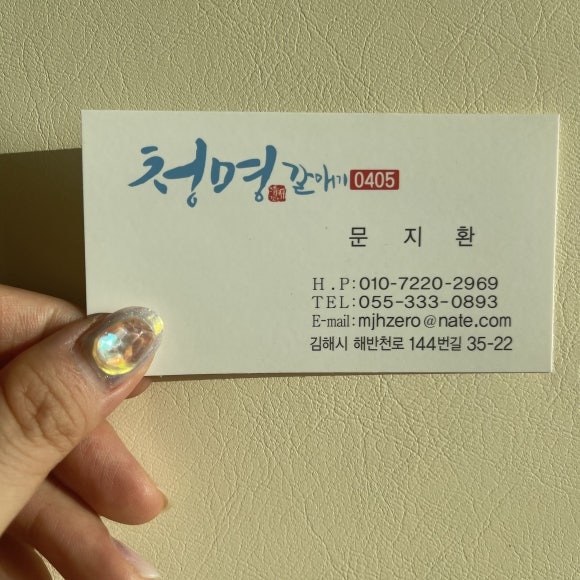 청명 갈매기 0405
문 지 환
H.P:010-7220-2969
TEL:055-333-0893
E-mail:mjhzero@nate.com
김해시 해반천로 144번길 35-22